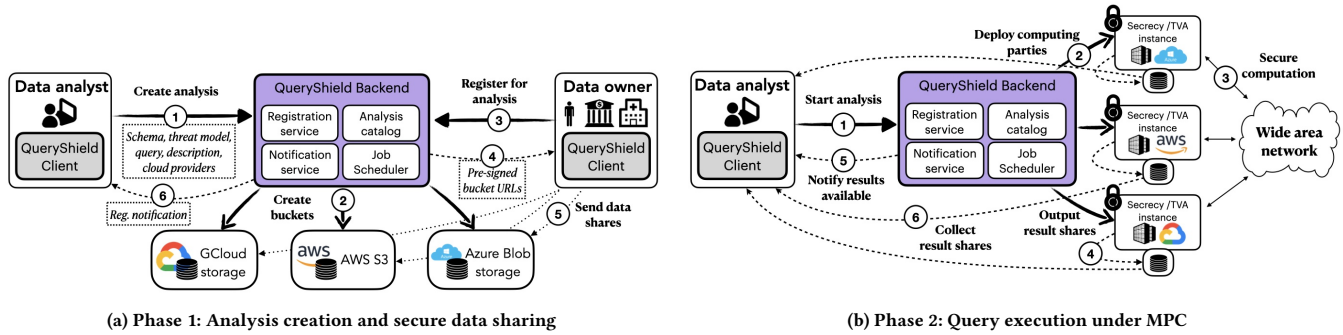 Data analyst
QueryShield
Client
Create analysis
1
Schema, threat model,
query, description,
cloud providers
6
Reg. notification
QueryShield Backend
Registration
service
Analysis
catalog
Notification
service
Job
Scheduler
Register for
analysis
3
4
Pre-signed
bucket URLs
Data owner
QueryShield
Client
Create
buckets
2
5
Send data
shares
GCloud
storage
aws
AWS S3
Azure Blob
storage
(a) Phase 1: Analysis creation and secure data sharing
Data analyst
QueryShield
Client
Start analysis
1
5
Notify results
available
QueryShield Backend
Registration
service
Analysis
catalog
Notification
service
Job
Scheduler
Deploy computing
parties
2
Secrecy /TVA
instance
3
Secure
computation
Secrecy /TVA
instance
aws
Wide area
network
6
Collect
result shares
Output
result shares
Secrecy /TVA
instance
4
(b) Phase 2: Query execution under MPC